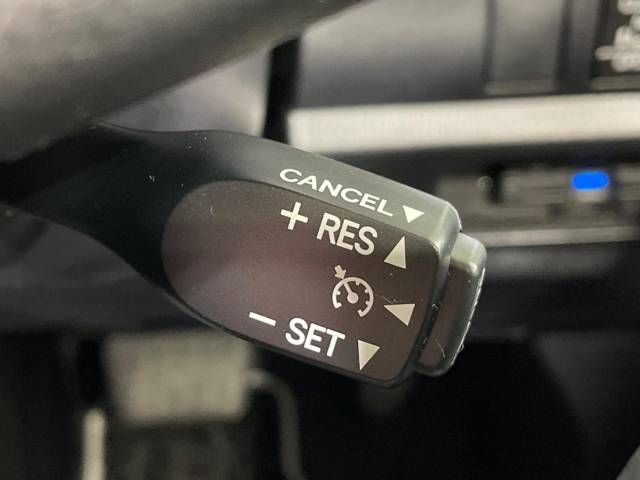 CANCEL ▼
+ RES ▲
◀
− SET ▼